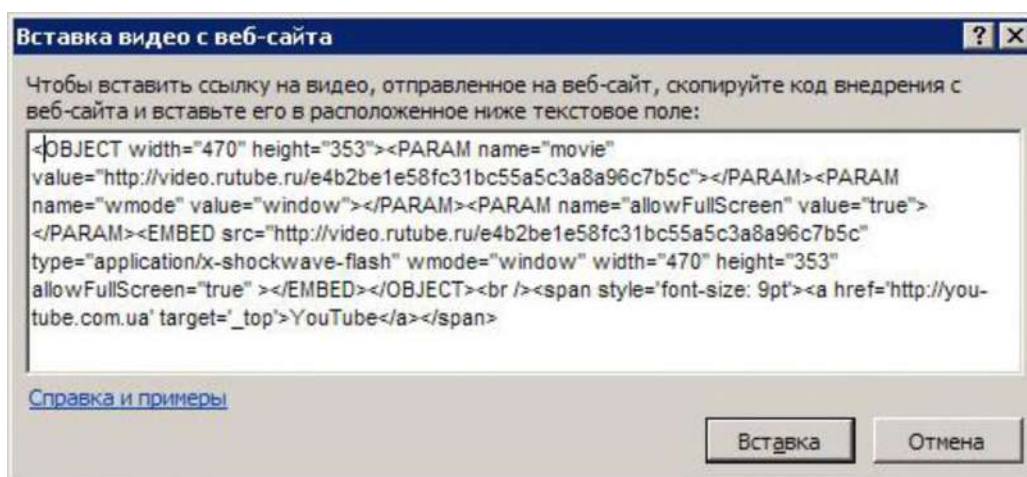 Вставка видео с веб-сайта
Чтобы вставить ссылку на видео, отправленное на веб-сайт, скопируйте код внедрения с
веб-сайта и вставьте его в расположенное ниже текстовое поле:
<OBJECT width="470" height="353"><PARAM name="movie"
value="http://video.rutube.ru/e4b2be1e58fc31bc55a5c3a8a96c7b5c"></PARAM><PARAM
name="wmode" value="window"></PARAM><PARAM name="allowFullScreen" value="true">
</PARAM><EMBED src="http://video.rutube.ru/e4b2be1e58fc31bc55a5c3a8a96c7b5c"
type="application/x-shockwave-flash" wmode="window" width="470" height="353"
allowFullScreen="true" ></EMBED></OBJECT><br /><span style='font-size: 9pt'><a href='http://you-
tube.com.ua' target='_top'>YouTube</a></span>
Справка и примеры
Вставка
Отмена